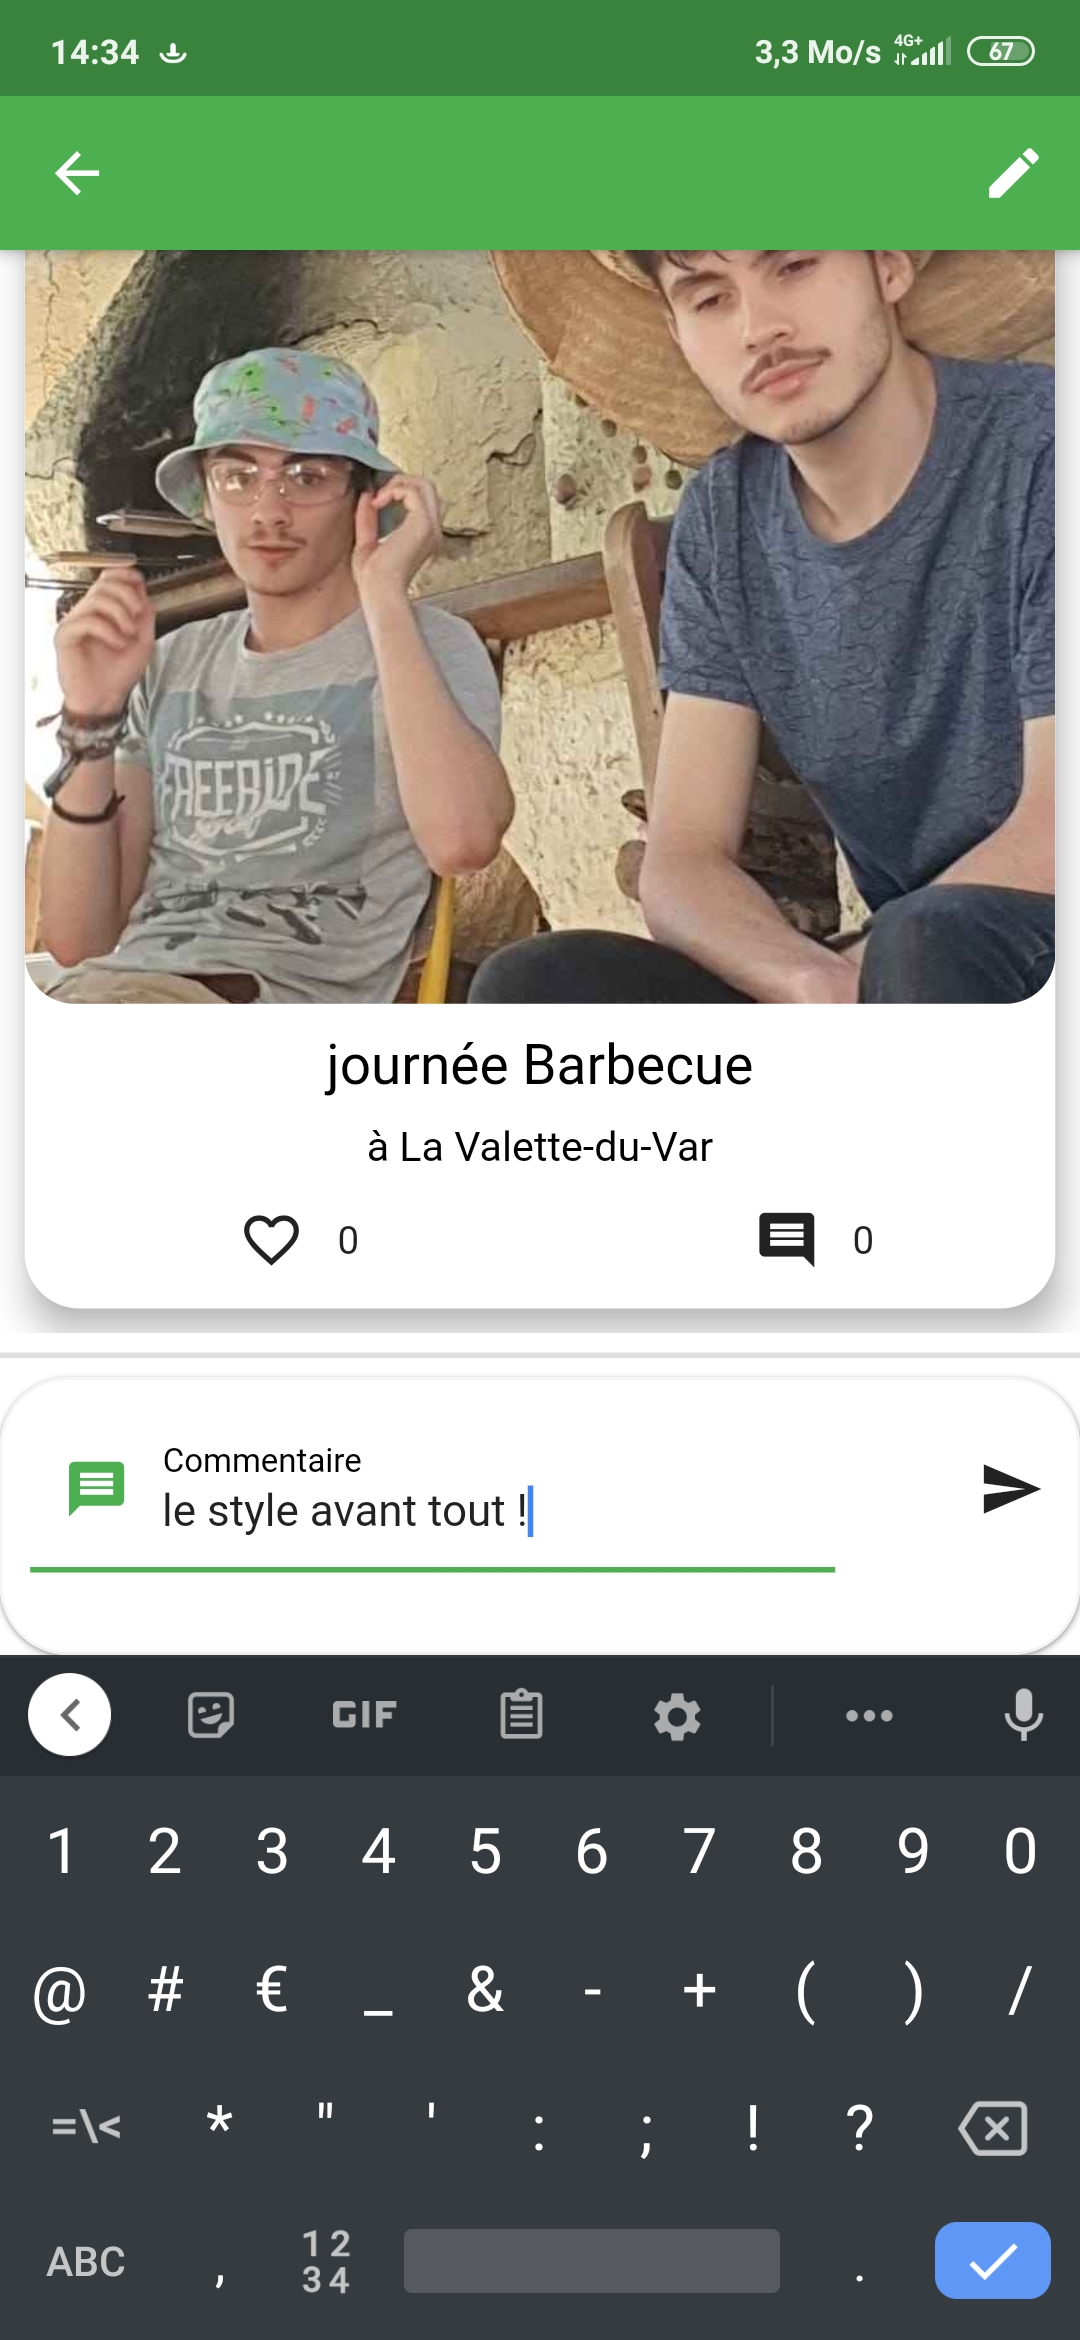 14:34
3,3 Mo/s 4G+ 67
FREERIDE
journée Barbecue
à La Valette-du-Var
0 0
Commentaire
le style avant tout !
GIF
1 2 3 4 5 6 7 8 9 0
@ # € _ & - + ( ) /
=\< * " ' : ; ! ?
ABC , 12 34 .